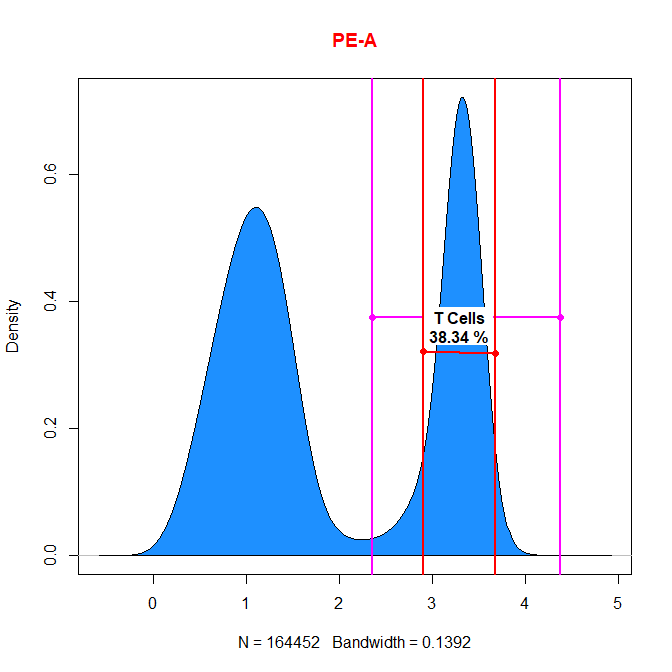 PE-A
Density
0.0
0.2
0.4
0.6
T Cells
38.34 %
0 1 2 3 4 5
N = 164452 Bandwidth = 0.1392